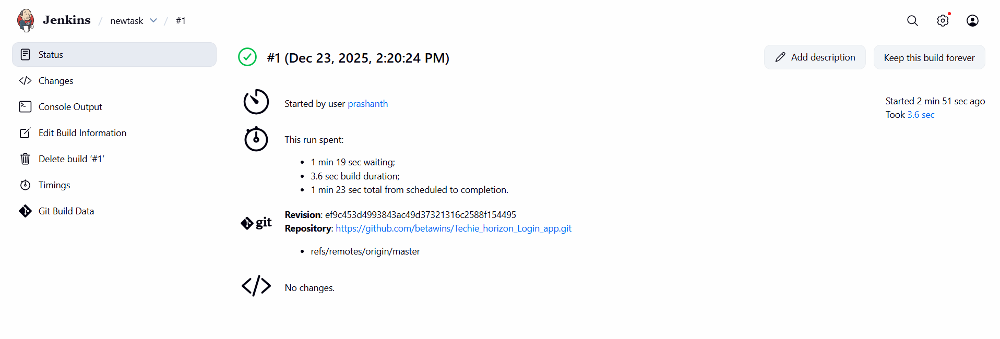 Jenkins / newtask / #1
Status
Changes
Console Output
Edit Build Information
Delete build ‘#1’
Timings
Git Build Data
#1 (Dec 23, 2025, 2:20:24 PM)
Add description
Keep this build forever
Started by user prashanth
Started 2 min 51 sec ago
Took 3.6 sec
This run spent:
• 1 min 19 sec waiting;
• 3.6 sec build duration;
• 1 min 23 sec total from scheduled to completion.
git
Revision: ef9c453d4993843ac49d37321316c2588f154495
Repository: https://github.com/betawins/Techie_horizon_Login_app.git
• refs/remotes/origin/master
No changes.